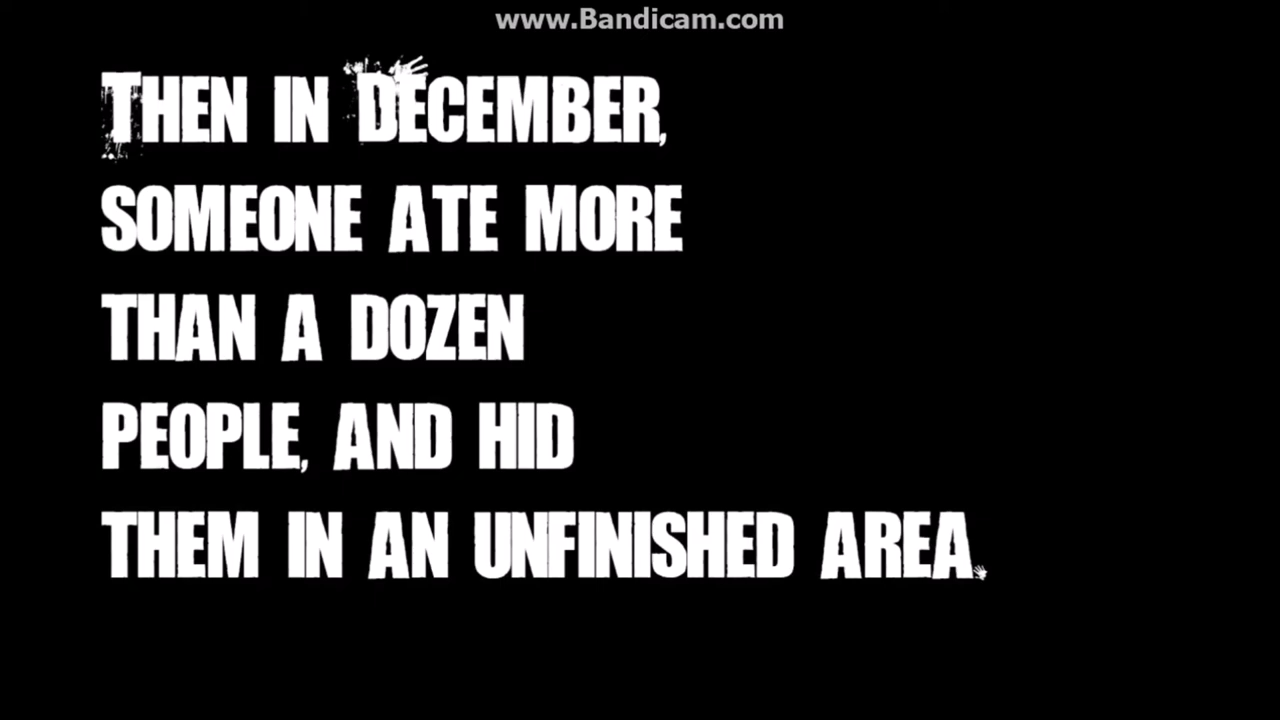 www.Bandicam.com
Then in December,
someone ate more
than a dozen
people, and hid
them in an unfinished area.